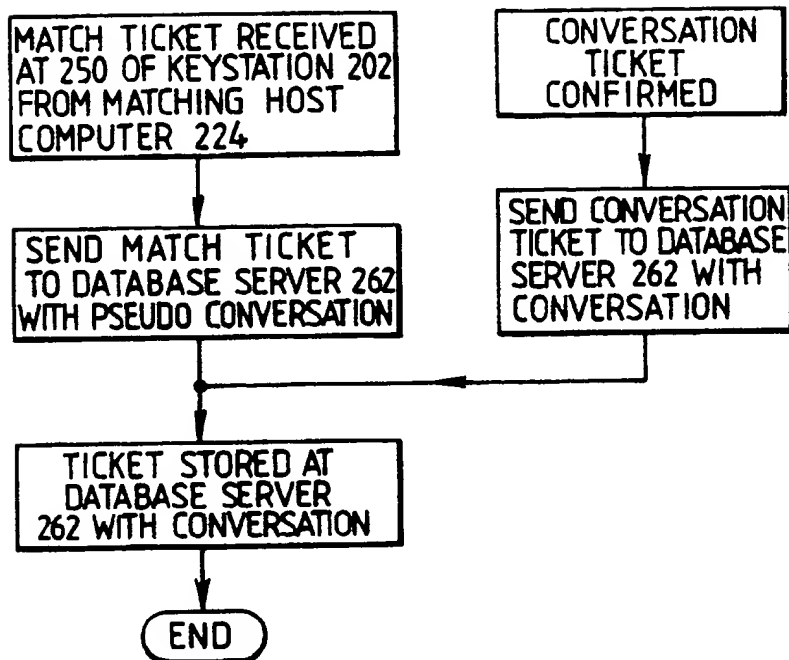 MATCH TICKET RECEIVED
AT 250 OF KEYSTATION 202
FROM MATCHING HOST
COMPUTER 224
CONVERSATION
TICKET
CONFIRMED
SEND MATCH TICKET
TO DATABASE SERVER 262
WITH PSEUDO CONVERSATION
SEND CONVERSATION
TICKET TO DATABASE
SERVER 262 WITH
CONVERSATION
TICKET STORED AT
DATABASE SERVER
262 WITH CONVERSATION
END